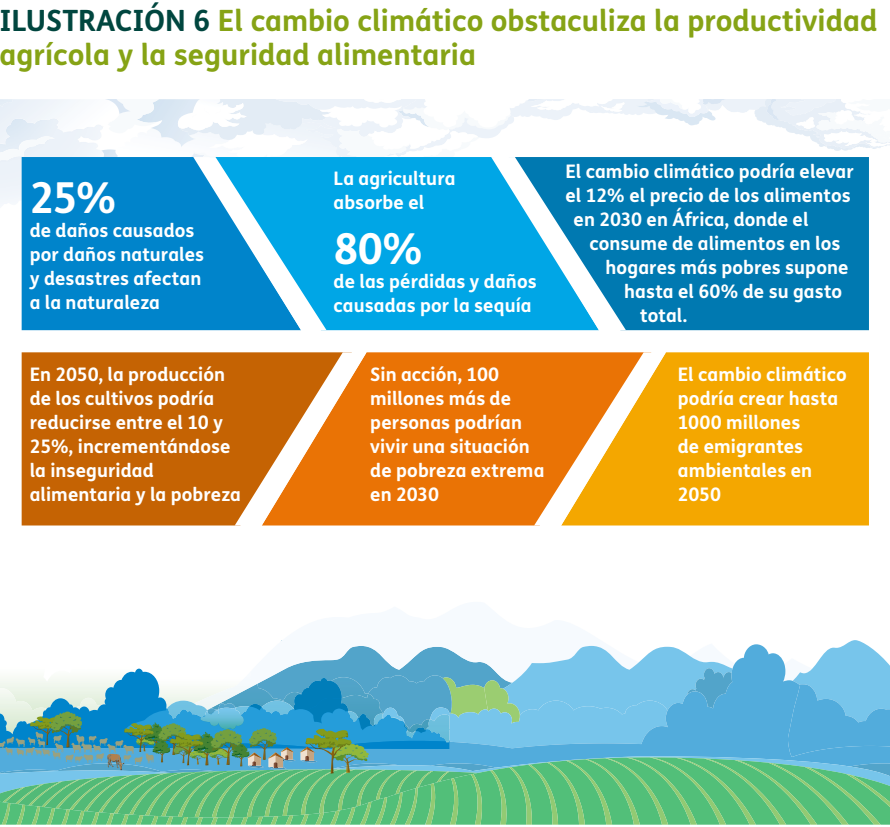 ILUSTRACIÓN 6 El cambio climático obstaculiza la productividad
agrícola y la seguridad alimentaria
25%
de daños causados
por daños naturales
y desastres afectan
a la naturaleza
La agricultura
absorbe el
80%
de las pérdidas y daños
causadas por la sequía
El cambio climático podría elevar
el 12% el precio de los alimentos
en 2030 en África, donde el
consume de alimentos en los
hogares más pobres supone
hasta el 60% de su gasto
total.
En 2050, la producción
de los cultivos podría
reducirse entre el 10 y
25%, incrementándose
la inseguridad
alimentaria y la pobreza
Sin acción, 100
millones más de
personas podrían
vivir una situación
de pobreza extrema
en 2030
El cambio climático
podría crear hasta
1000 millones
de emigrantes
ambientales en
2050